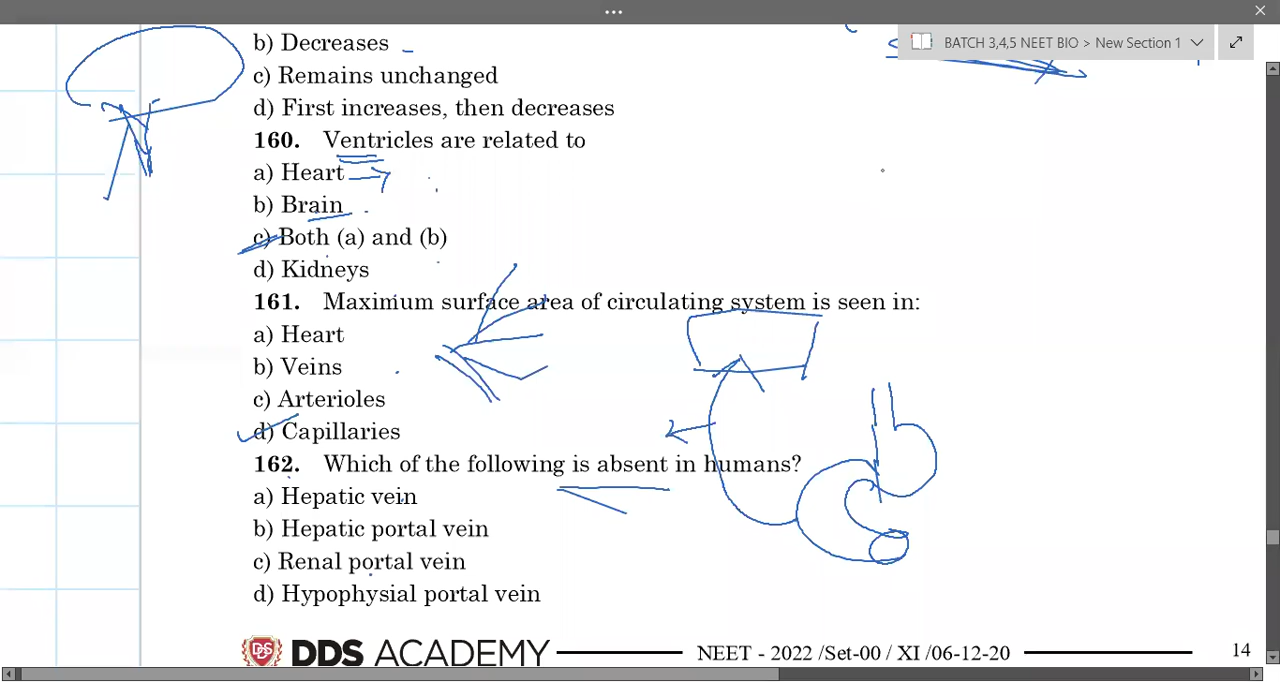 BATCH 3,4,5 NEET BIO > New Section 1
b) Decreases
c) Remains unchanged
d) First increases, then decreases
160. Ventricles are related to
a) Heart
b) Brain
c) Both (a) and (b)
d) Kidneys
161. Maximum surface area of circulating system is seen in:
a) Heart
b) Veins
c) Arterioles
d) Capillaries
162. Which of the following is absent in humans?
a) Hepatic vein
b) Hepatic portal vein
c) Renal portal vein
d) Hypophysial portal vein
DDS ACADEMY NEET - 2022 /Set-00 / XI /06-12-20 14